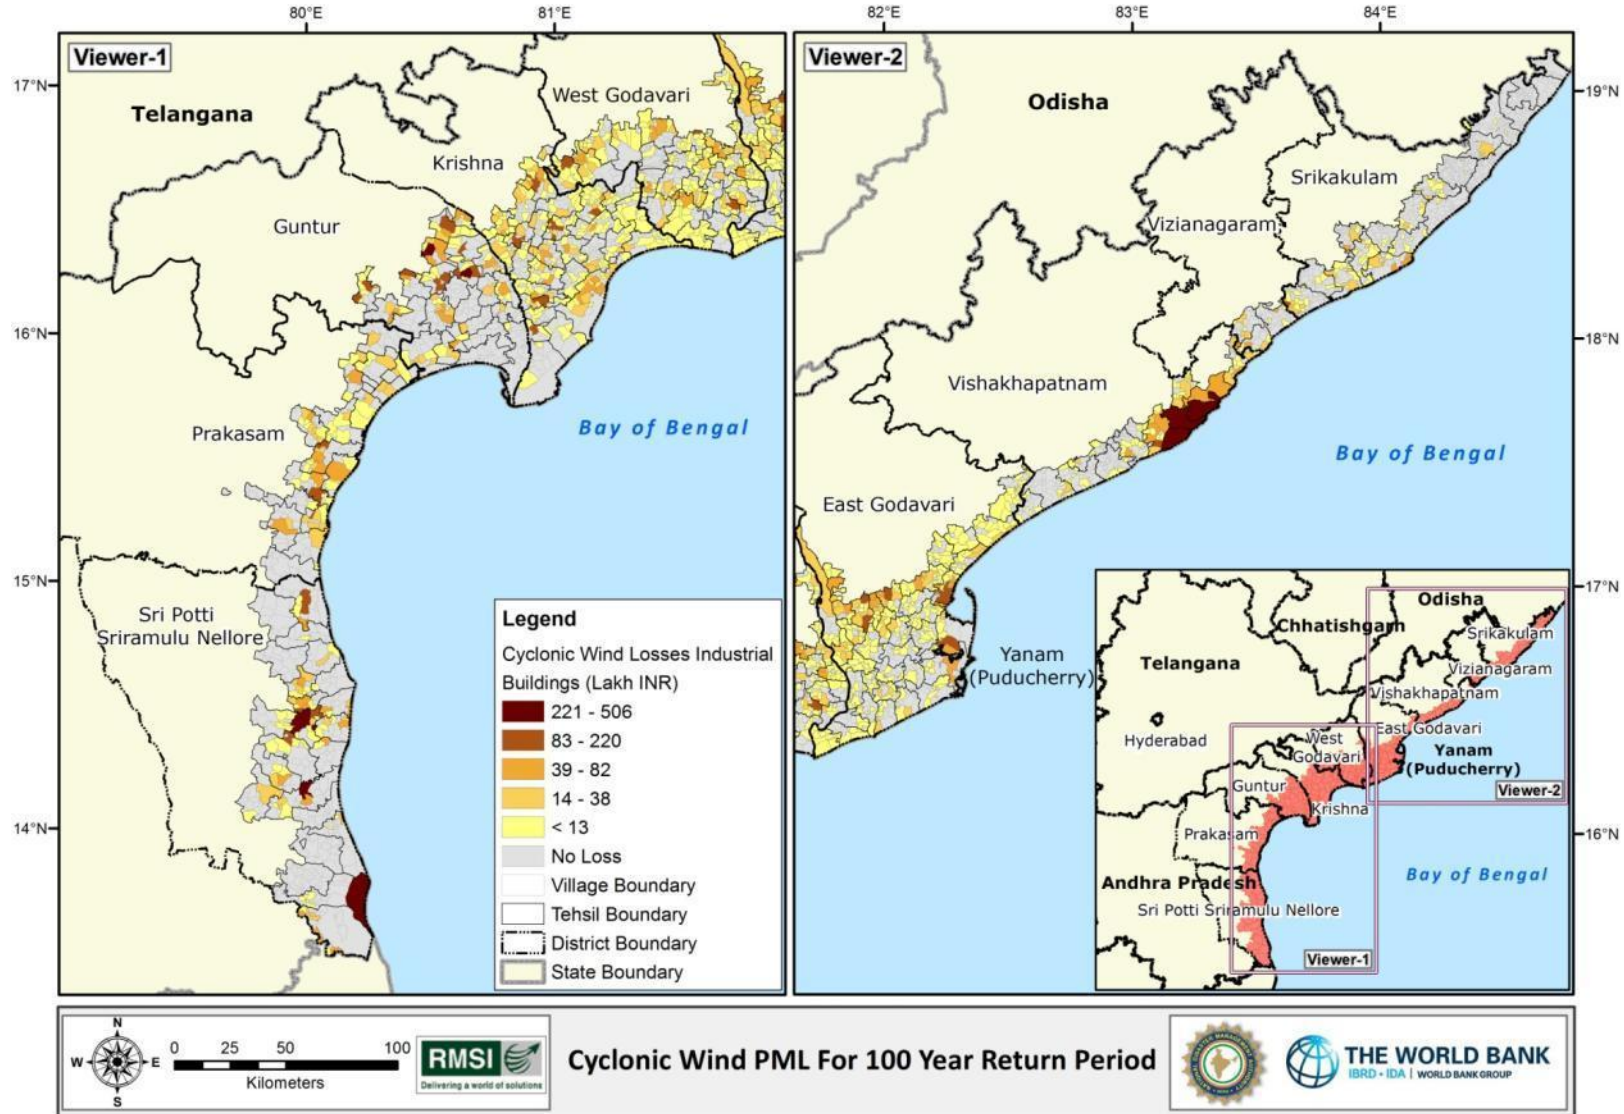 80°E
81°E
82°E
83°E
84°E
Viewer-1
17°N
16°N
15°N
14°N
Telangana
West Godavari
Krishna
Guntur
Prakasam
Bay of Bengal
Sri Potti
Sriramulu Nellore
Legend
Cyclonic Wind Losses Industrial
Buildings (Lakh INR)
221 - 506
83 - 220
39 - 82
14 - 38
< 13
No Loss
Village Boundary
Tehsil Boundary
District Boundary
State Boundary
Viewer-2
19°N
18°N
17°N
16°N
Odisha
Srikakulam
Vizianagaram
Vishakhapatnam
Bay of Bengal
East Godavari
Yanam
(Puducherry)
Odisha
Chhatishgarh
Srikakulam
Telangana
Vizianagaram
Vishakhapatnam
East Godavari
Hyderabad
West
Godavari
Yanam
(Puducherry)
Viewer-2
Guntur
Krishna
Prakasam
Bay of Bengal
Andhra Pradesh
Sri Potti Sriramulu Nellore
Viewer-1
N
W
E
S
0 25 50 100
Kilometers
RMSI
Delivering a world of solutions
Cyclonic Wind PML For 100 Year Return Period
THE WORLD BANK
IBRD • IDA | WORLD BANK GROUP